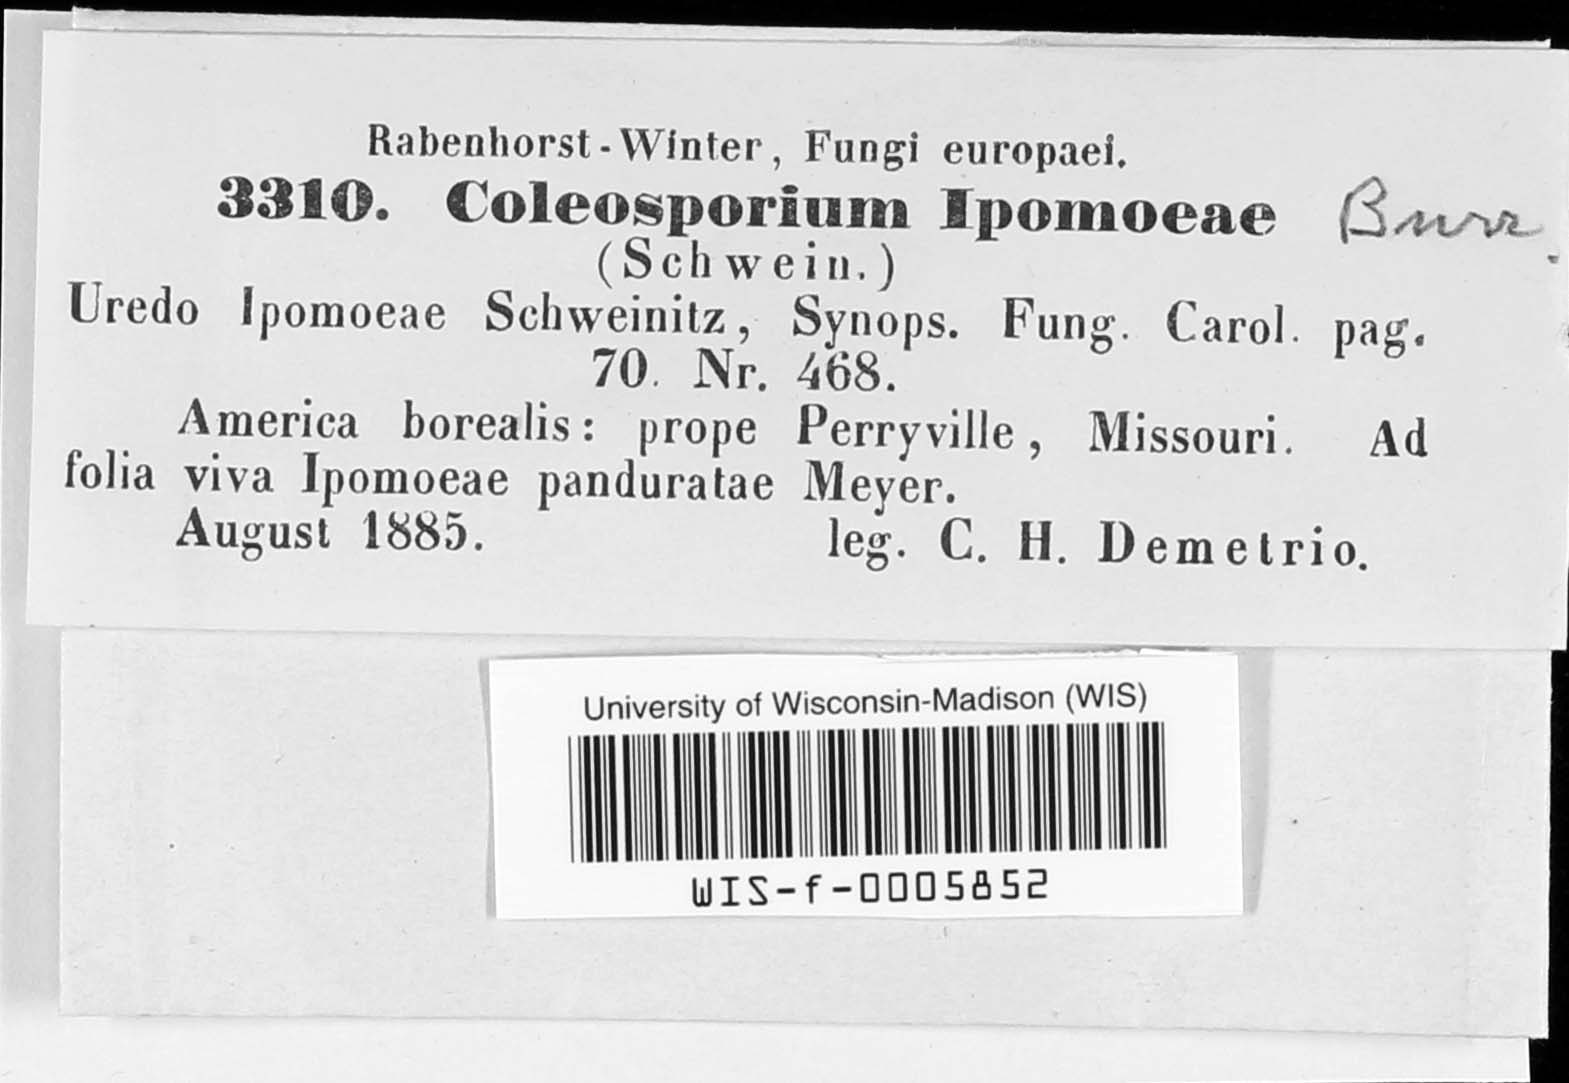 Rabenhorst-Winter, Fungi europaei.
3310. Coleosporium Ipomoeae Burr.
(Schwein.)
Uredo Ipomoeae Schweinitz, Synops. Fung. Carol. pag.
70. Nr. 468.
America borealis: prope Perryville, Missouri. Ad
folia viva Ipomoeae panduratae Meyer.
August 1885. leg. C. H. Demetrio.
University of Wisconsin-Madison (WIS)
WIS-f-0005852